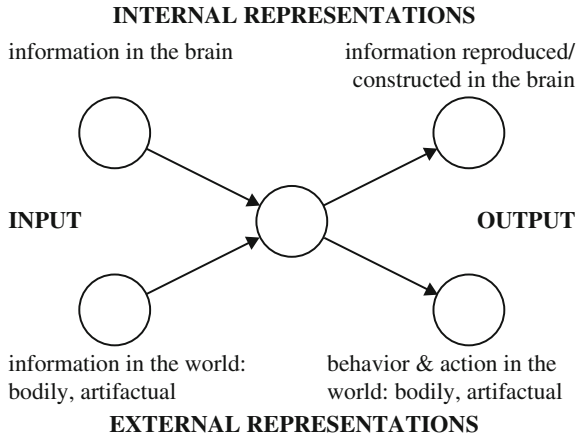 INTERNAL REPRESENTATIONS
information in the brain
information reproduced/
constructed in the brain
INPUT
OUTPUT
information in the world:
bodily, artifactual
behavior & action in the
world: bodily, artifactual
EXTERNAL REPRESENTATIONS